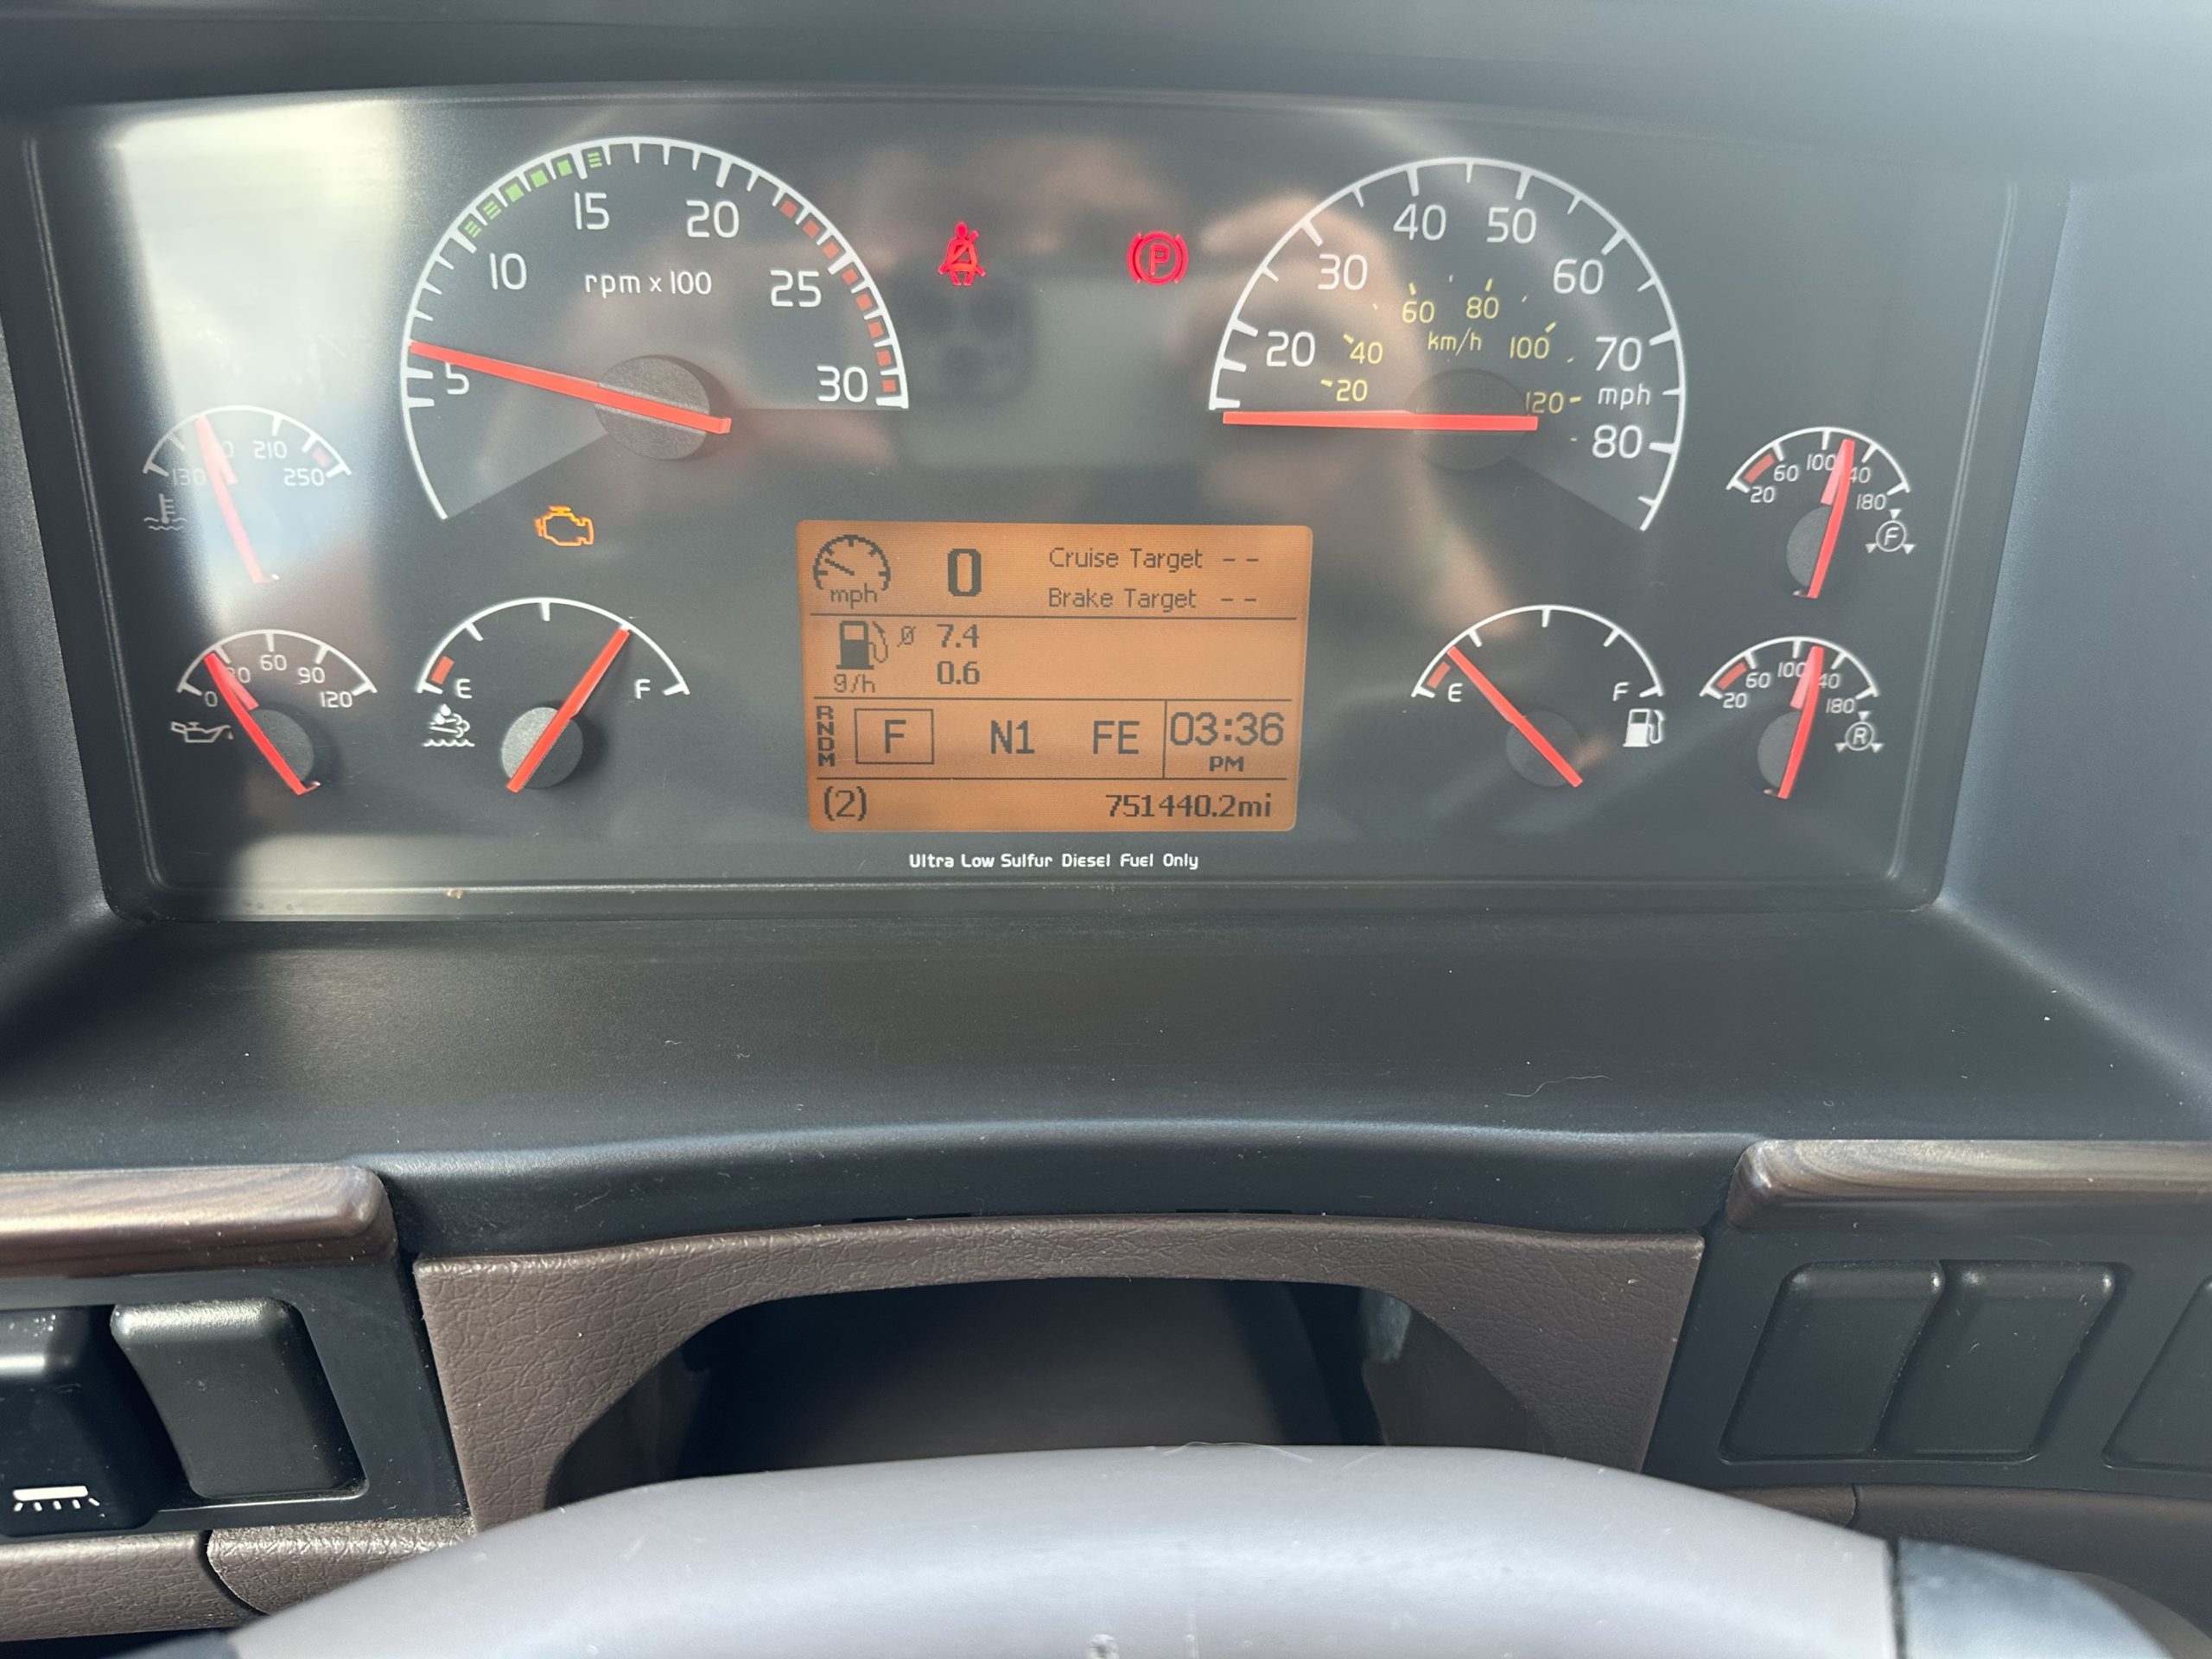 5
10
15
20
25
30
rpm x 100
20
30
40
50
60
70
80
mph
20
40
60
80
100
120
km/h
P
130
210
250
0
60
90
120
E
F
E
F
20
60
100
180
F
20
60
100
180
R
mph
0
Cruise Target --
Brake Target --
ø 7.4
g/h 0.6
RNDM
F N1 FE 03:36
PM
(2) 751440.2mi
Ultra Low Sulfur Diesel Fuel Only